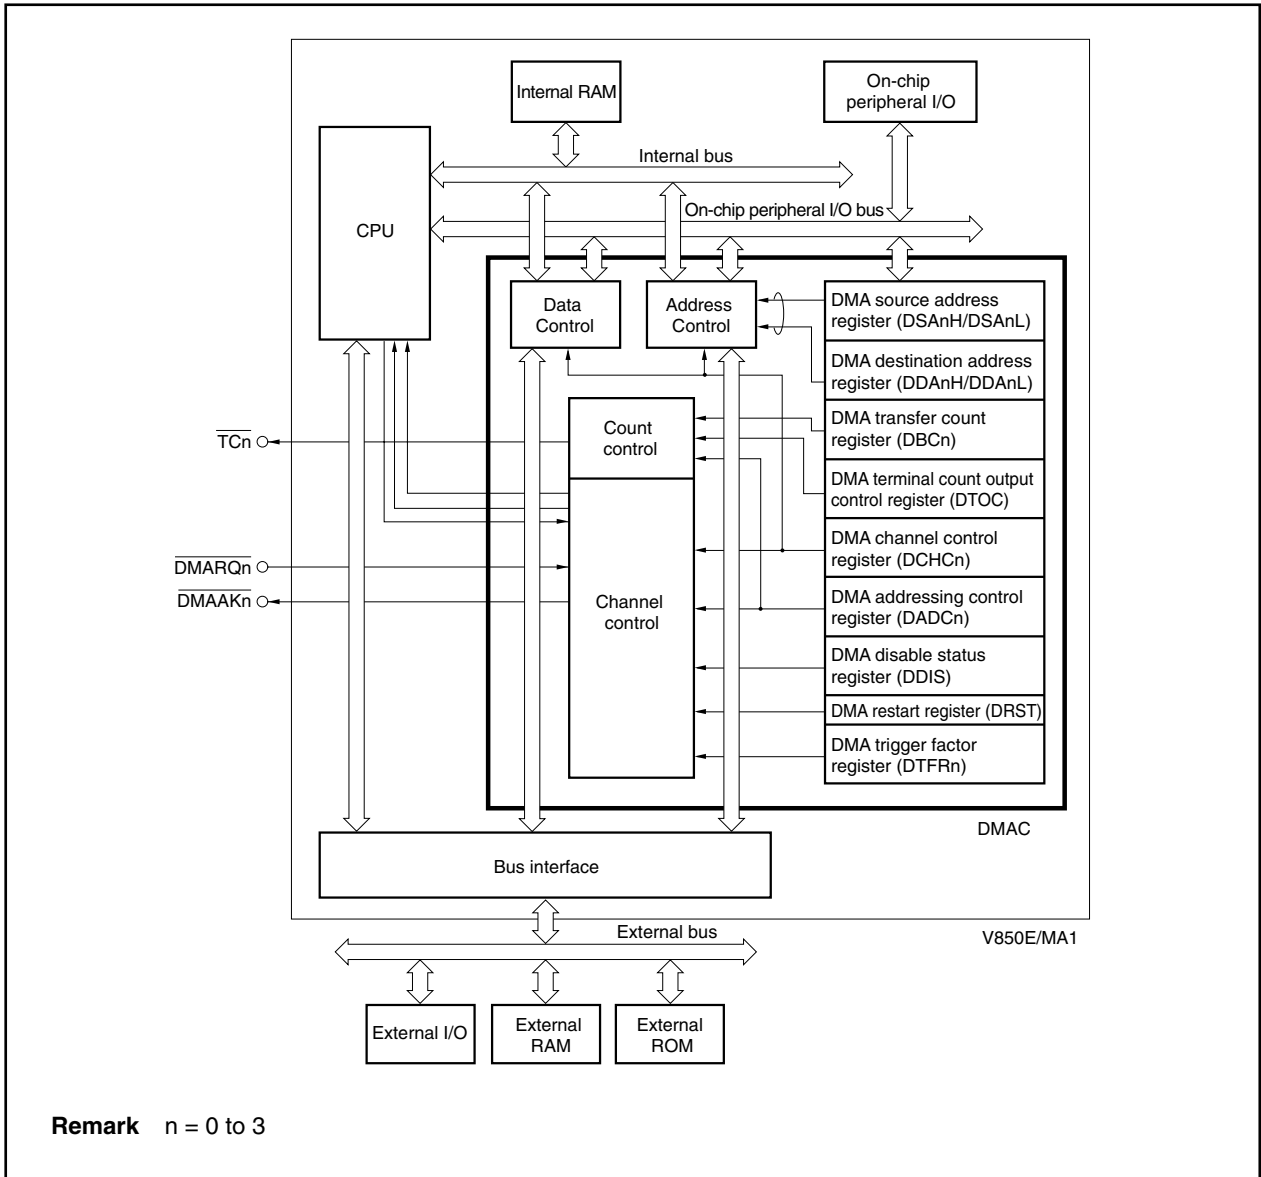 Internal RAM
On-chip
peripheral I/O
Internal bus
On-chip peripheral I/O bus
CPU
Data
Control
Address
Control
DMA source address
register (DSAnH/DSAnL)
DMA destination address
register (DDAnH/DDAnL)
DMA transfer count
register (DBCn)
DMA terminal count output
control register (DTOC)
DMA channel control
register (DCHCn)
DMA addressing control
register (DADCn)
DMA disable status
register (DDIS)
DMA restart register (DRST)
DMA trigger factor
register (DTFRn)
Count
control
Channel
control
TCn
DMARQn
DMAAKn
DMAC
Bus interface
V850E/MA1
External bus
External I/O
External
RAM
External
ROM
Remark n = 0 to 3